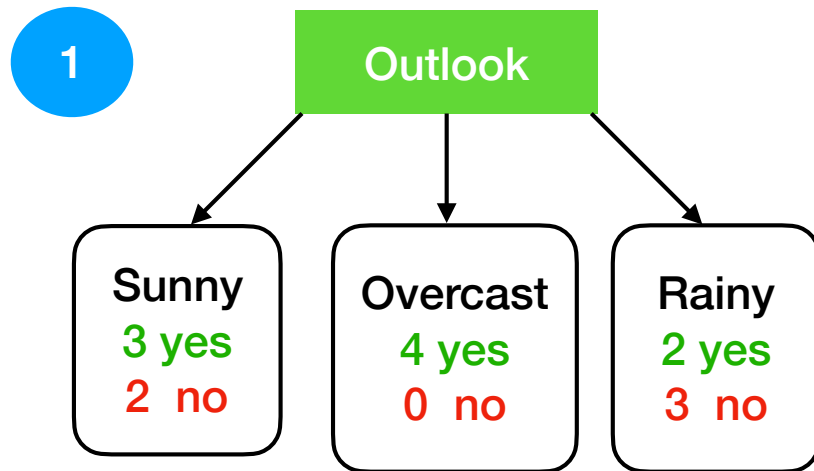 1
Outlook
Sunny
3 yes
2 no
Overcast
4 yes
0 no
Rainy
2 yes
3 no